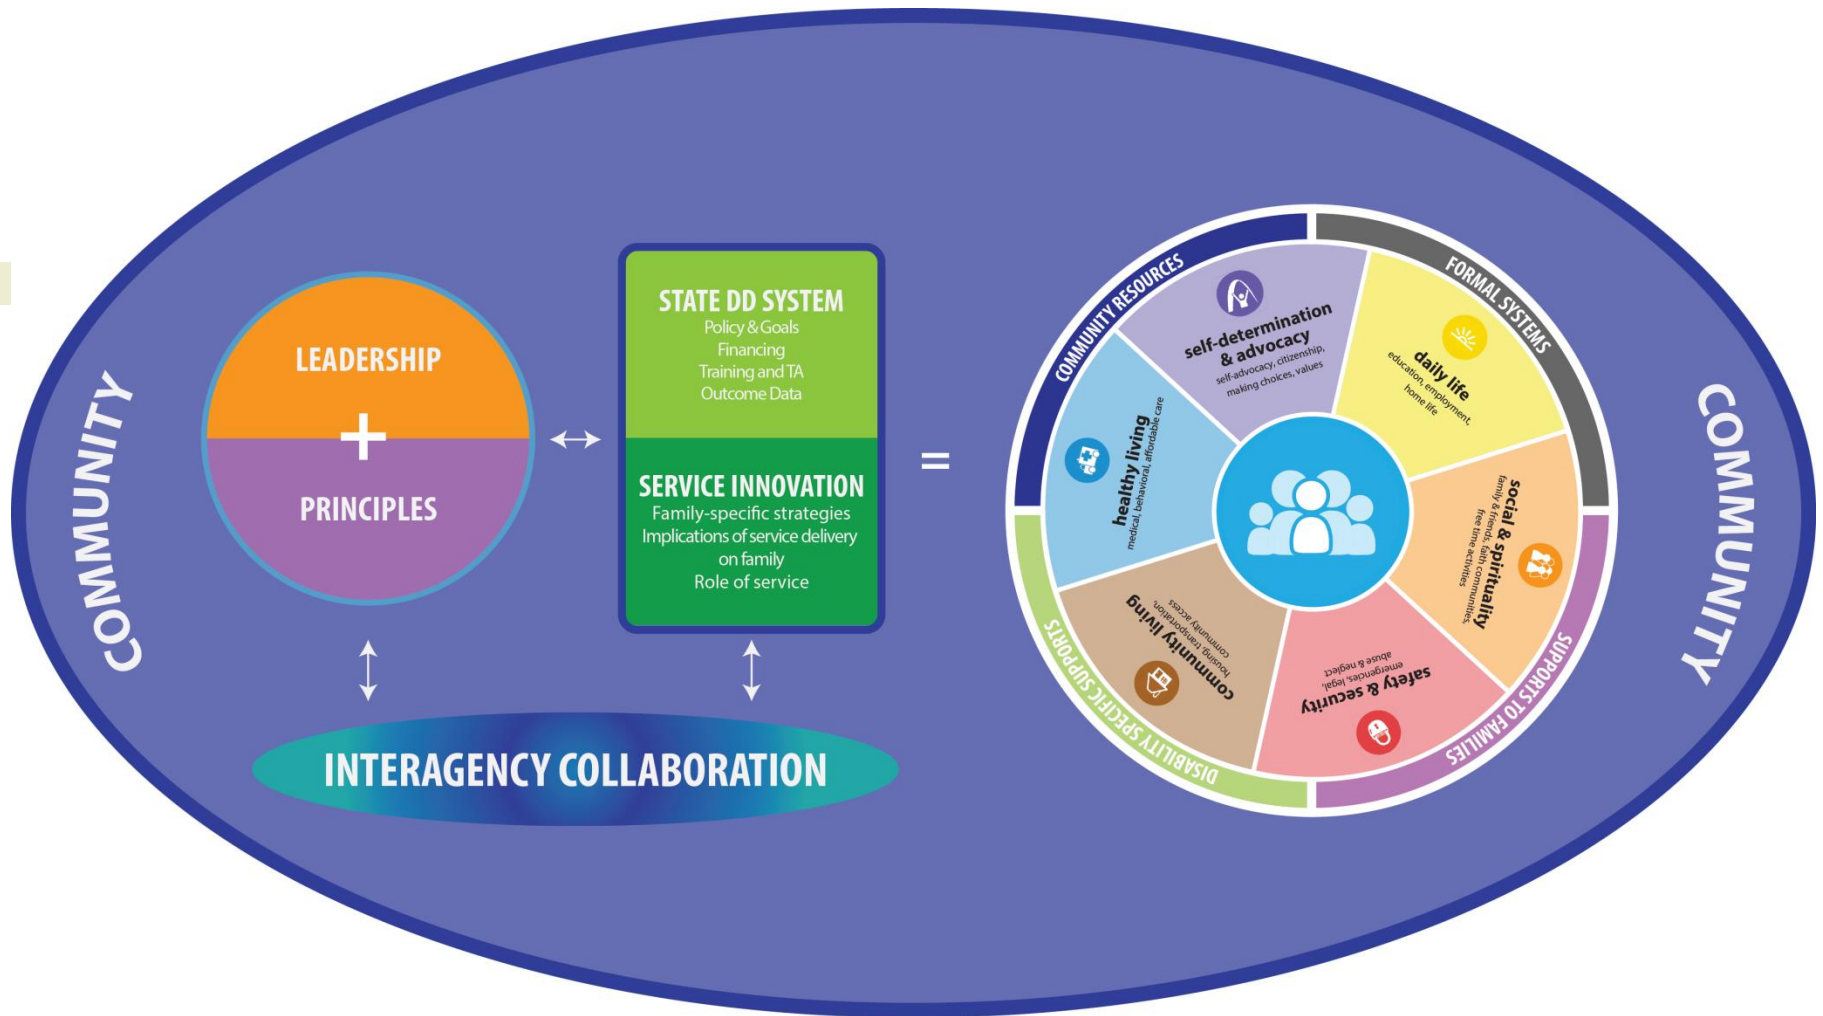 COMMUNITY
LEADERSHIP
+
PRINCIPLES
STATE DD SYSTEM
Policy & Goals
Financing
Training and TA
Outcome Data
SERVICE INNOVATION
Family-specific strategies
Implications of service delivery
on family
Role of service
INTERAGENCY COLLABORATION
=
COMMUNITY RESOURCES
FORMAL SYSTEMS
SUPPORTS TO FAMILIES
DISABILITY SPECIFIC SUPPORTS
self-determination
& advocacy
self-advocacy, citizenship,
making choices, values
daily life
education, employment,
home life
social & spirituality
family & friends, faith communities,
free time activities
safety & security
emergencies, legal,
abuse & neglect
community living
housing, transportation,
community access
healthy living
medical, behavioral, affordable care
COMMUNITY